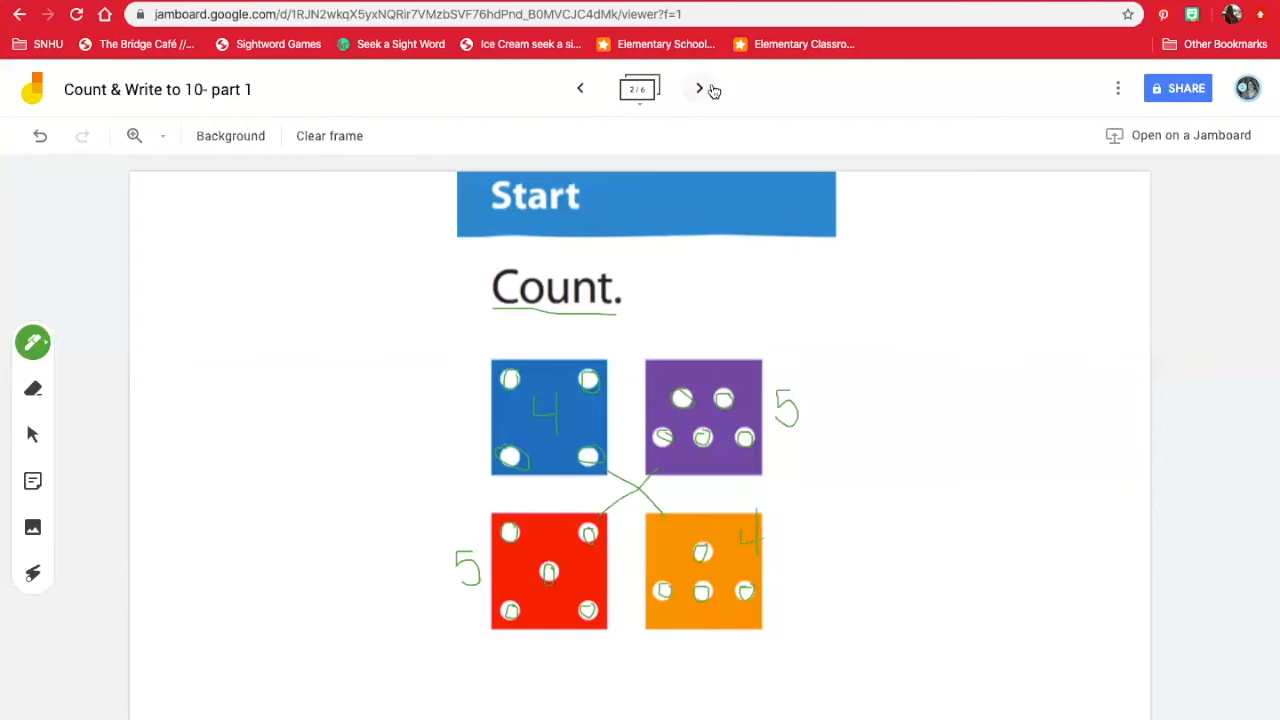 jamboard.google.com/d/1RJN2wkqX5yxNQRir7VMzbSVF76hdPnd_B0MVCJC4dMk/viewer?f=1
SNHU The Bridge Café //... Sightword Games Seek a Sight Word Ice Cream seek a si... Elementary School... Elementary Classro... Other Bookmarks
Count & Write to 10- part 1 2/6 SHARE
Background Clear frame Open on a Jamboard
Start
Count.
4 5
5 4